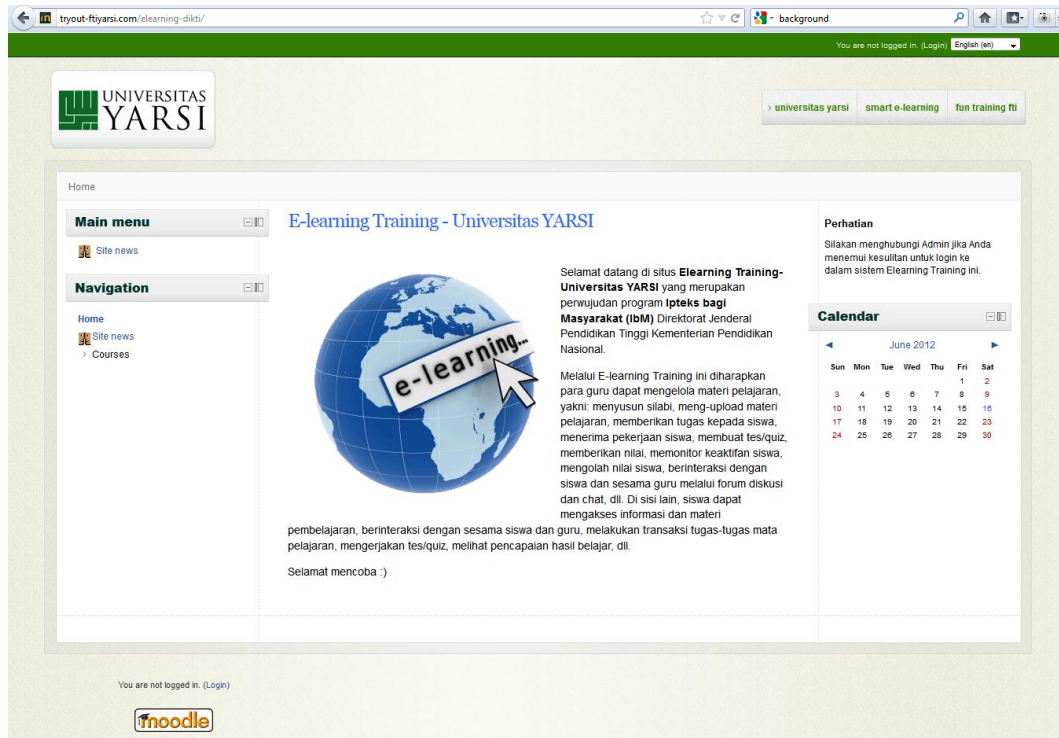 tryout-ftiyarsi.com/elearning-dikti/
background
You are not logged in. (Login)
English (en)
UNIVERSITAS
YARSI
universitas yarsi
smart e-learning
fun training fti
Home
Main menu
Site news
Navigation
Home
Site news
Courses
E-learning Training - Universitas YARSI
e-learning...
Selamat datang di situs Elearning Training-
Universitas YARSI yang merupakan
perwujudan program Ipteks bagi
Masyarakat (IbM) Direktorat Jenderal
Pendidikan Tinggi Kementerian Pendidikan
Nasional.
Melalui E-learning Training ini diharapkan
para guru dapat mengelola materi pelajaran,
yakni: menyusun silabi, meng-upload materi
pelajaran, memberikan tugas kepada siswa,
menerima pekerjaan siswa, membuat tes/quiz,
memberikan nilai, memonitor keaktifan siswa,
mengolah nilai siswa, berinteraksi dengan
siswa dan sesama guru melalui forum diskusi
dan chat, dll. Di sisi lain, siswa dapat
mengakses informasi dan materi
pembelajaran, berinteraksi dengan sesama siswa dan guru, melakukan transaksi tugas-tugas mata
pelajaran, mengerjakan tes/quiz, melihat pencapaian hasil belajar, dll.
Selamat mencoba :)
Perhatian
Silakan menghubungi Admin jika Anda
menemui kesulitan untuk login ke
dalam sistem Elearning Training ini.
Calendar
June 2012
Sun Mon Tue Wed Thu Fri Sat
1 2
3 4 5 6 7 8 9
10 11 12 13 14 15 16
17 18 19 20 21 22 23
24 25 26 27 28 29 30
You are not logged in. (Login)
moodle